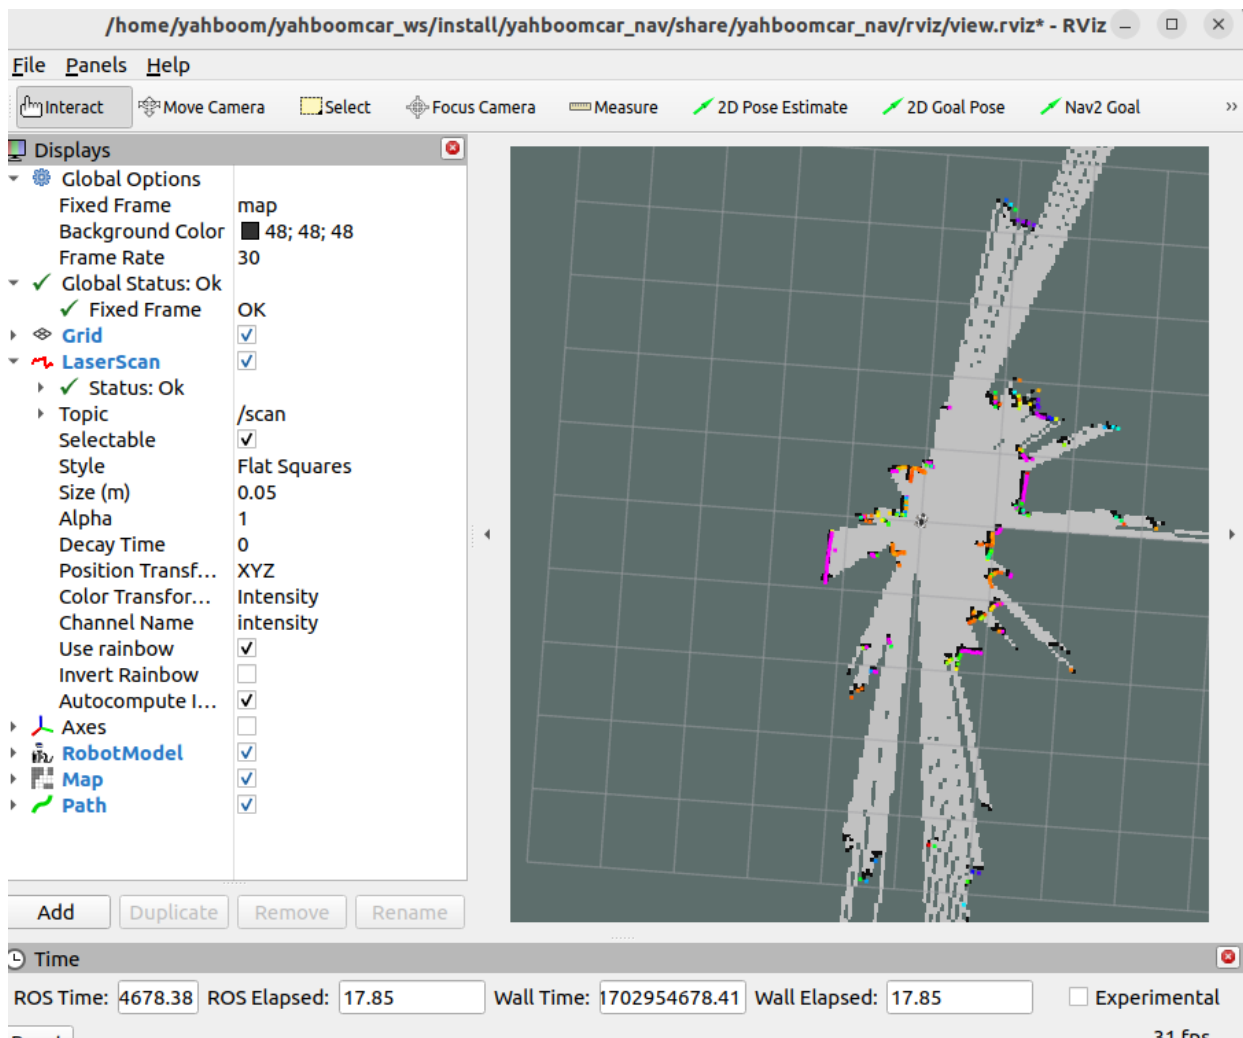 /home/yahboom/yahboomcar_ws/install/yahboomcar_nav/share/yahboomcar_nav/rviz/view.rviz* - RViz
File Panels Help
Interact Move Camera Select Focus Camera Measure 2D Pose Estimate 2D Goal Pose Nav2 Goal »
Displays
Global Options
Fixed Frame map
Background Color 48; 48; 48
Frame Rate 30
Global Status: Ok
Fixed Frame OK
Grid
LaserScan
Status: Ok
Topic /scan
Selectable
Style Flat Squares
Size (m) 0.05
Alpha 1
Decay Time 0
Position Transf... XYZ
Color Transfor... Intensity
Channel Name intensity
Use rainbow
Invert Rainbow
Autocompute I...
Axes
RobotModel
Map
Path
Add Duplicate Remove Rename
Time
ROS Time: 4678.38 ROS Elapsed: 17.85 Wall Time: 1702954678.41 Wall Elapsed: 17.85 Experimental
31 fps